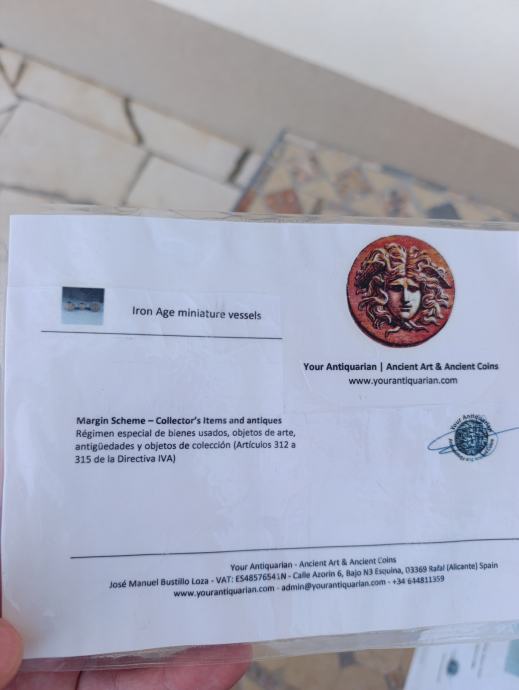 Iron Age miniature vessels
Your Antiquarian | Ancient Art & Ancient Coins
www.yourantiquarian.com
Margin Scheme – Collector's Items and antiques
Régimen especial de bienes usados, objetos de arte,
antigüedades y objetos de colección (Artículos 312 a
315 de la Directiva IVA)
Your Antiquarian
Your Antiquarian - Ancient Art & Ancient Coins
José Manuel Bustillo Loza - VAT: ES48576541N - Calle Azorin 6, Bajo N3 Esquina, 03369 Rafal (Alicante) Spain
www.yourantiquarian.com - admin@yourantiquarian.com - +34 644811359